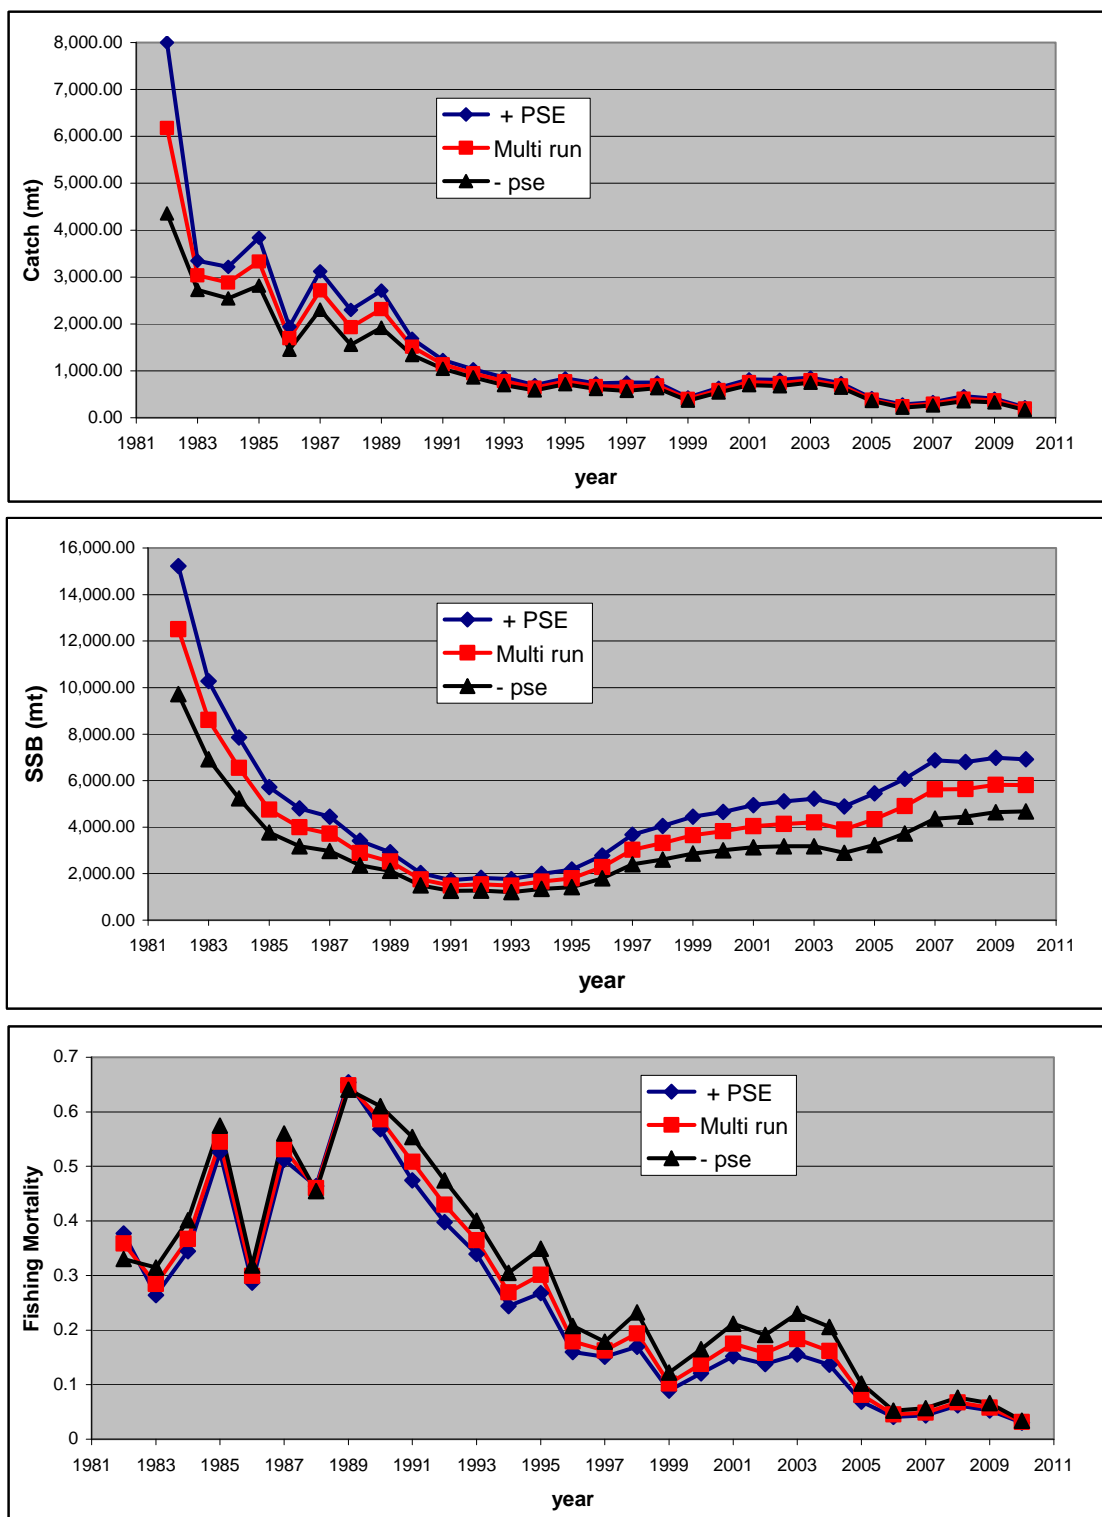 8,000.00
7,000.00
6,000.00
5,000.00
4,000.00
3,000.00
2,000.00
1,000.00
0.00
Catch (mt)
+ PSE
Multi run
- pse
1981 1983 1985 1987 1989 1991 1993 1995 1997 1999 2001 2003 2005 2007 2009 2011
year
16,000.00
14,000.00
12,000.00
10,000.00
8,000.00
6,000.00
4,000.00
2,000.00
0.00
SSB (mt)
+ PSE
Multi run
- pse
1981 1983 1985 1987 1989 1991 1993 1995 1997 1999 2001 2003 2005 2007 2009 2011
year
0.7
0.6
0.5
0.4
0.3
0.2
0.1
0
Fishing Mortality
+ PSE
Multi run
- pse
1981 1983 1985 1987 1989 1991 1993 1995 1997 1999 2001 2003 2005 2007 2009 2011
year